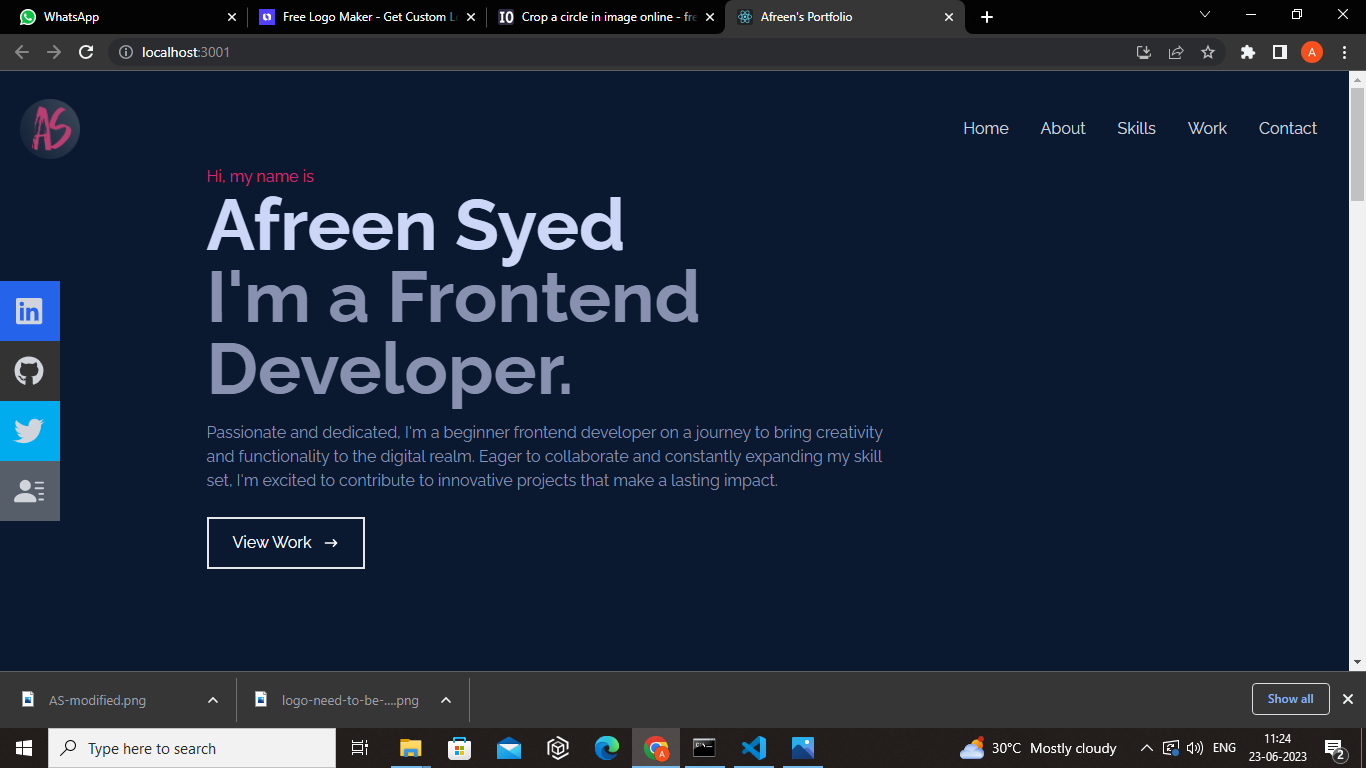 WhatsApp
Free Logo Maker - Get Custom Lo
IO Crop a circle in image online - fre
Afreen's Portfolio
localhost:3001
A
AS
Home About Skills Work Contact
Hi, my name is
Afreen Syed
I'm a Frontend
Developer.
in
Passionate and dedicated, I'm a beginner frontend developer on a journey to bring creativity
and functionality to the digital realm. Eager to collaborate and constantly expanding my skill
set, I'm excited to contribute to innovative projects that make a lasting impact.
View Work →
AS-modified.png
logo-need-to-be-....png
Show all
Type here to search
A
30°C Mostly cloudy
ENG
11:24
23-06-2023
2